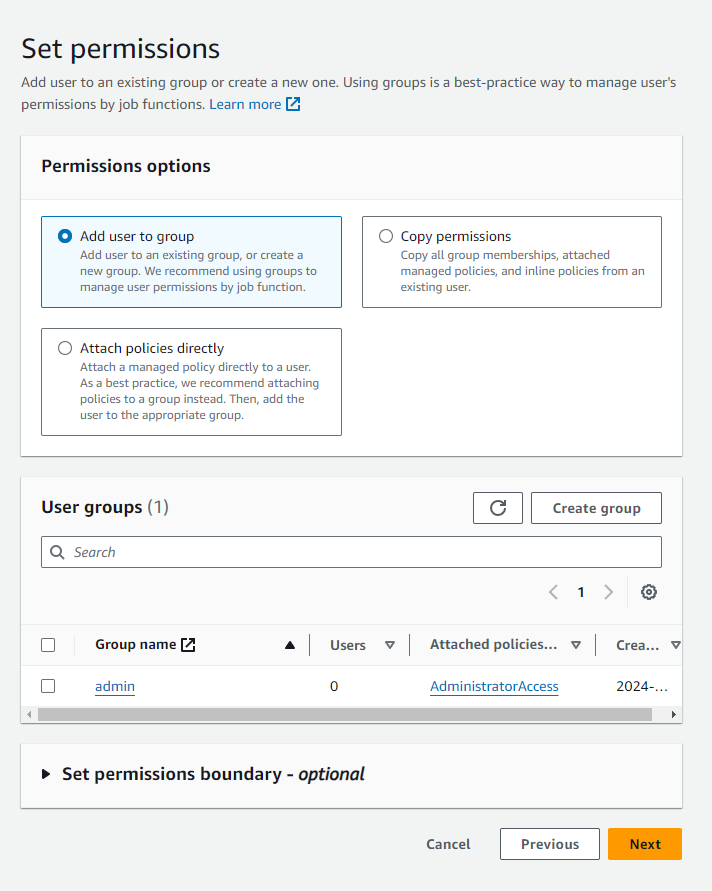 Set permissions
Add user to an existing group or create a new one. Using groups is a best-practice way to manage user's
permissions by job functions. Learn more
Permissions options
Add user to group
Add user to an existing group, or create a
new group. We recommend using groups to
manage user permissions by job function.
Copy permissions
Copy all group memberships, attached
managed policies, and inline policies from an
existing user.
Attach policies directly
Attach a managed policy directly to a user.
As a best practice, we recommend attaching
policies to a group instead. Then, add the
user to the appropriate group.
User groups (1)
Create group
Search
1
Group name Users Attached policies... Crea...
admin 0 AdministratorAccess 2024-...
Set permissions boundary - optional
Cancel Previous Next